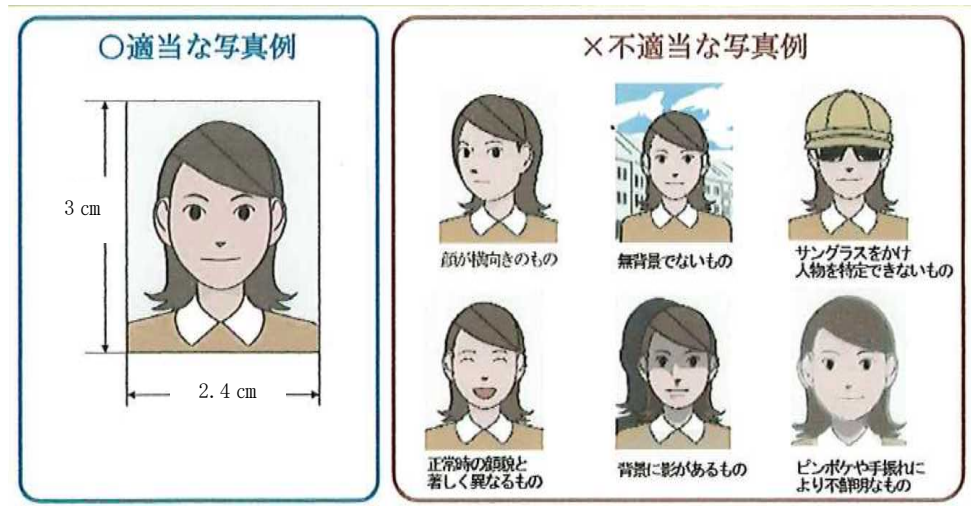 ○適当な写真例
3 cm
2.4 cm
×不適当な写真例
顔が横向きのもの
無背景でないもの
サングラスをかけ
人物を特定できないもの
正常時の顔貌と
著しく異なるもの
背景に影があるもの
ピンボケや手振れに
より不鮮明なもの